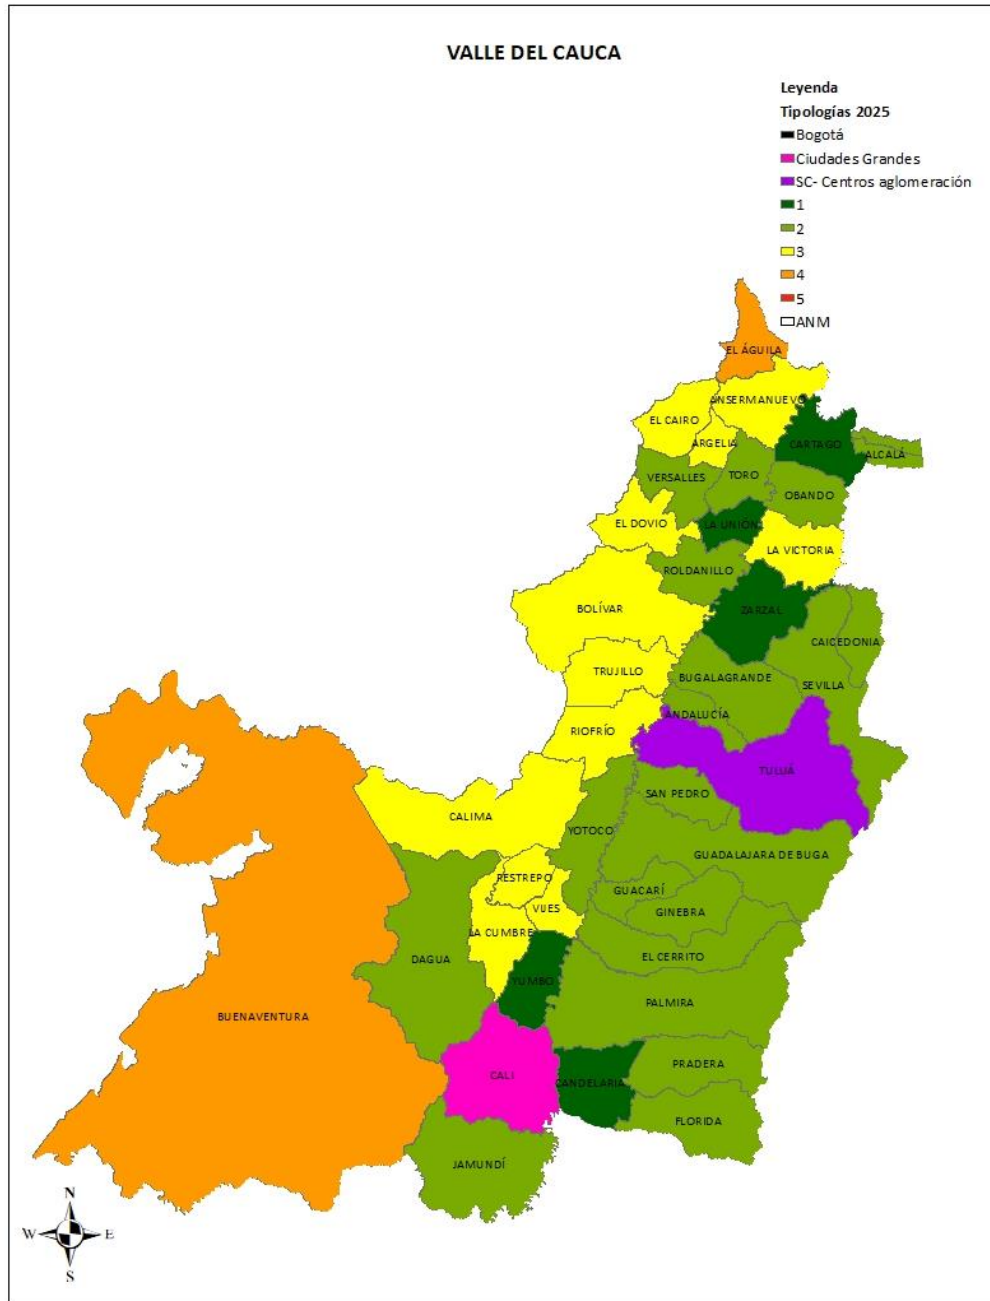 VALLE DEL CAUCA
Leyenda
Tipologías 2025
Bogotá
Ciudades Grandes
SC- Centros aglomeración
1
2
3
4
5
ANM
EL ÁGUILA
ANSERMANUEVO
EL CAIRO
ARGELIA
CARTAGO
ALCALÁ
VERSALLES
TORO
OBANDO
EL DOVIO
LA UNIÓN
LA VICTORIA
ROLDANILLO
BOLÍVAR
ZARZAL
CAICEDONIA
TRUJILLO
BUGALAGRANDE
SEVILLA
ANDALUCÍA
RIOFRÍO
TULUÁ
SAN PEDRO
CALIMA
YOTOCO
GUADALAJARA DE BUGA
RESTREPO
GUACARÍ
VIJES
GINEBRA
LA CUMBRE
EL CERRITO
DAGUA
YUMBO
PALMIRA
BUENAVENTURA
PRADERA
CALI
CANDELARIA
FLORIDA
JAMUNDÍ
N
W E
S